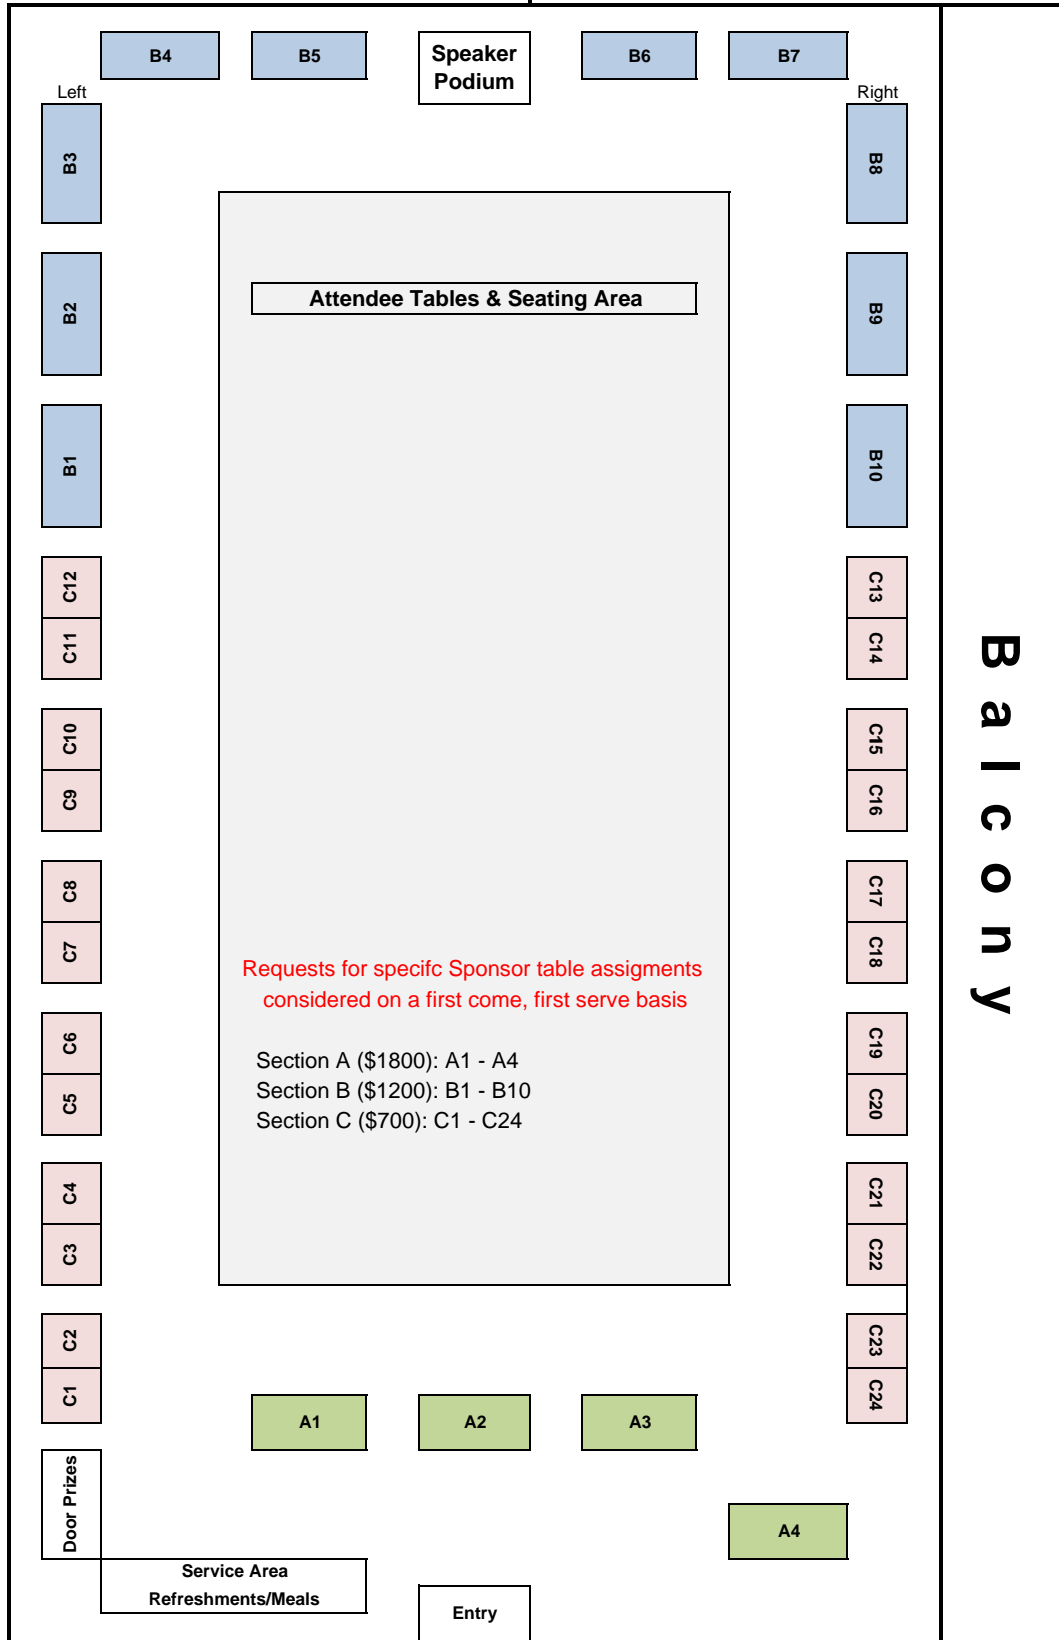 B4
B5
Speaker
Podium
B6
B7
Left
Right
B3
B8
B2
B9
Attendee Tables & Seating Area
B1
B10
C12
C13
C11
C14
C10
C15
C9
C16
C8
C17
C7
C18
Balcony
Requests for specifc Sponsor table assigments
considered on a first come, first serve basis
C6
C19
Section A ($1800): A1 - A4
Section B ($1200): B1 - B10
Section C ($700): C1 - C24
C5
C20
C4
C21
C3
C22
C2
C23
C1
C24
A1
A2
A3
Door Prizes
A4
Service Area
Refreshments/Meals
Entry